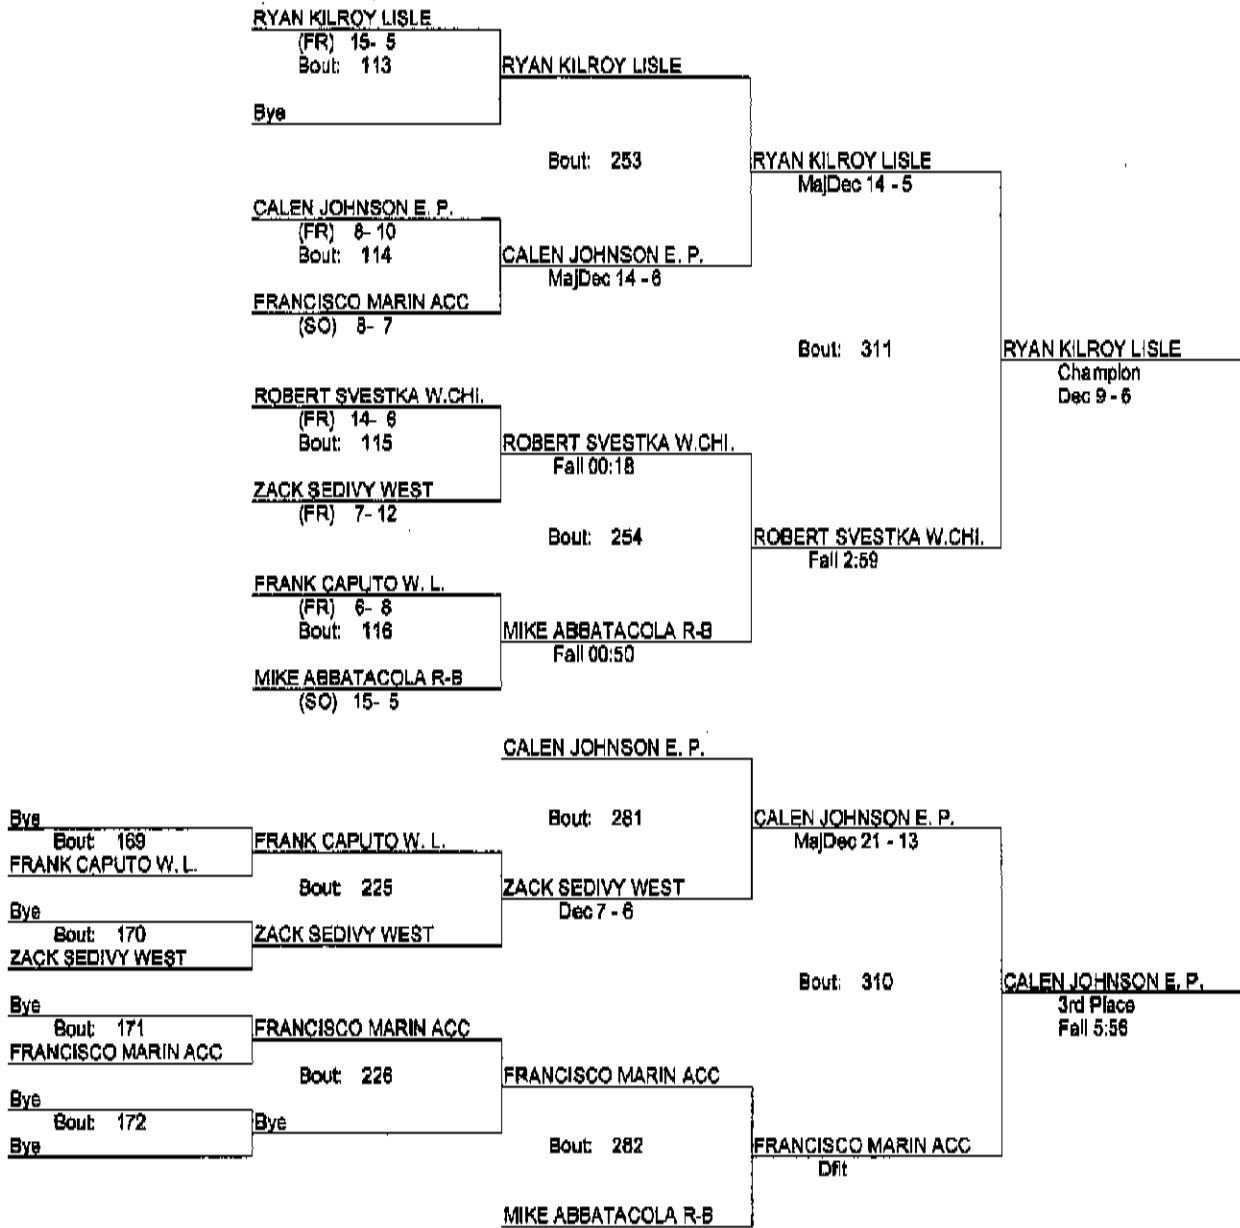 RYAN KILROY LISLE
(FR) 15- 5
Bout: 113
RYAN KILROY LISLE
Bye
Bout: 253
RYAN KILROY LISLE
MajDec 14 - 5
CALEN JOHNSON E. P.
(FR) 8- 10
Bout: 114
CALEN JOHNSON E. P.
MajDec 14 - 6
FRANCISCO MARIN ACC
(SO) 8- 7
Bout: 311
RYAN KILROY LISLE
Champion
Dec 9 - 6
ROBERT SVESTKA W.CHI.
(FR) 14- 6
Bout: 115
ROBERT SVESTKA W.CHI.
Fall 00:18
ZACK SEDIVY WEST
(FR) 7- 12
Bout: 254
ROBERT SVESTKA W.CHI.
Fall 2:59
FRANK CAPUTO W. L.
(FR) 6- 8
Bout: 116
MIKE ABBATACOLA R-B
Fall 00:50
MIKE ABBATACOLA R-B
(SO) 15- 5
CALEN JOHNSON E. P.
Bout: 281
CALEN JOHNSON E. P.
MajDec 21 - 13
Bye
Bout: 169
FRANK CAPUTO W. L.
FRANK CAPUTO W. L.
Bout: 225
ZACK SEDIVY WEST
Dec 7 - 6
Bye
Bout: 170
ZACK SEDIVY WEST
ZACK SEDIVY WEST
Bout: 310
CALEN JOHNSON E. P.
3rd Place
Fall 5:56
Bye
Bout: 171
FRANCISCO MARIN ACC
FRANCISCO MARIN ACC
Bout: 226
FRANCISCO MARIN ACC
Bye
Bout: 172
Bye
Bye
Bout: 282
FRANCISCO MARIN ACC
Dflt
MIKE ABBATACOLA R-B